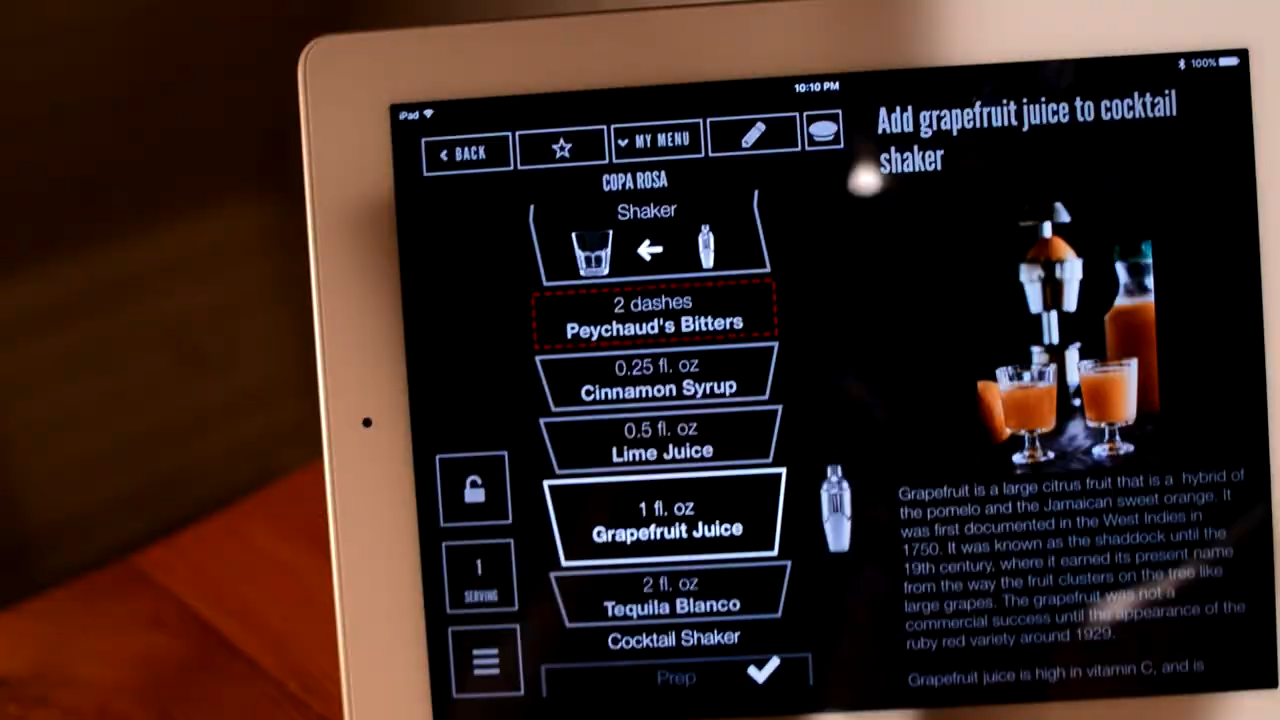 iPad
10:10 PM
100%
BACK
MY MENU
COPA ROSA
Shaker
2 dashes
Peychaud's Bitters
0.25 fl. oz
Cinnamon Syrup
0.5 fl. oz
Lime Juice
1 fl. oz
Grapefruit Juice
2 fl. oz
Tequila Blanco
Cocktail Shaker
Prep
1
SERVING
Add grapefruit juice to cocktail
shaker
Grapefruit is a large citrus fruit that is a hybrid of
the pomelo and the Jamaican sweet orange. It
was first documented in the West Indies in
1750. It was known as the shaddock until the
19th century, where it earned its present name
from the way the fruit clusters on the tree like
large grapes. The grapefruit was not a
commercial success until the appearance of the
ruby red variety around 1929.
Grapefruit juice is high in vitamin C, and is